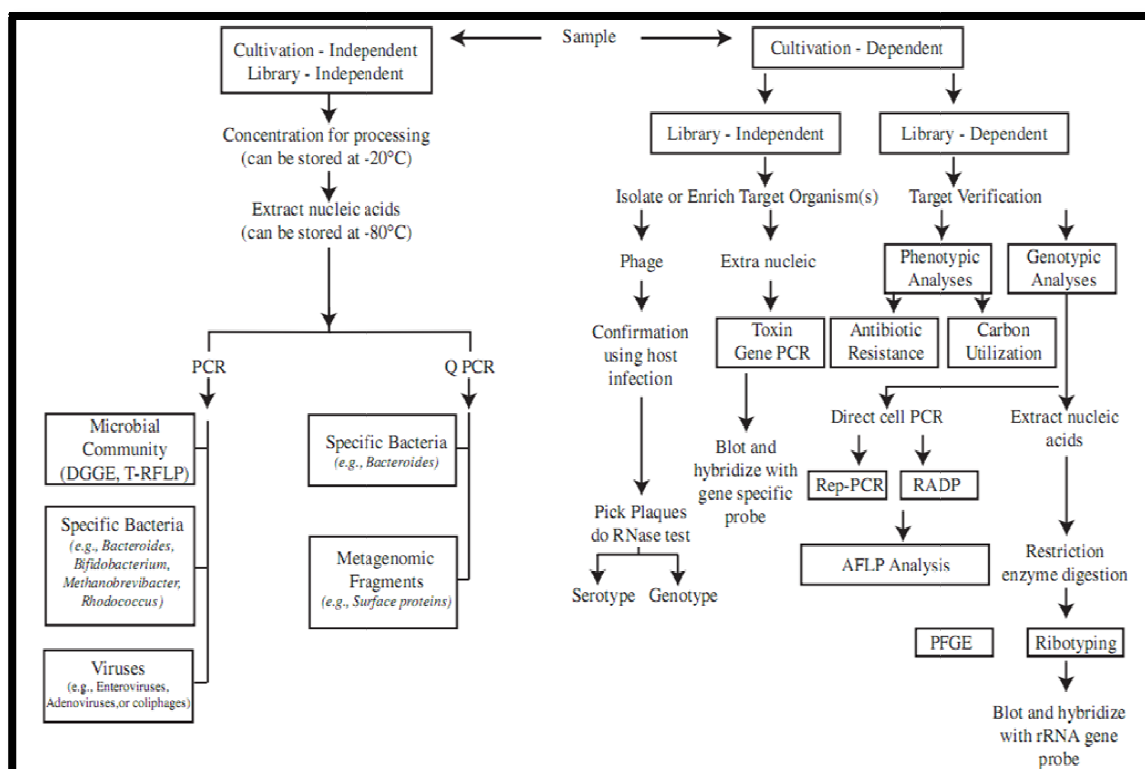 Sample
Cultivation - Independent
Library - Independent
Concentration for processing
(can be stored at -20°C)
Extract nucleic acids
(can be stored at -80°C)
PCR
Microbial
Community
(DGGE, T-RFLP)
Specific Bacteria
(e.g., Bacteroides,
Bifidobacterium,
Methanobrevibacter,
Rhodococcus)
Viruses
(e.g., Enteroviruses,
Adenoviruses,or coliphages)
Q PCR
Specific Bacteria
(e.g., Bacteroides)
Metagenomic
Fragments
(e.g., Surface proteins)
Cultivation - Dependent
Library - Independent
Isolate or Enrich Target Organism(s)
Phage
Confirmation
using host
infection
Pick Plaques
do RNase test
Serotype
Genotype
Extra nucleic
Toxin
Gene PCR
Blot and
hybridize with
gene specific
probe
Library - Dependent
Target Verification
Phenotypic
Analyses
Antibiotic
Resistance
Carbon
Utilization
Genotypic
Analyses
Direct cell PCR
Rep-PCR
RADP
AFLP Analysis
Extract nucleic
acids
Restriction
enzyme digestion
PFGE
Ribotyping
Blot and hybridize
with rRNA gene
probe